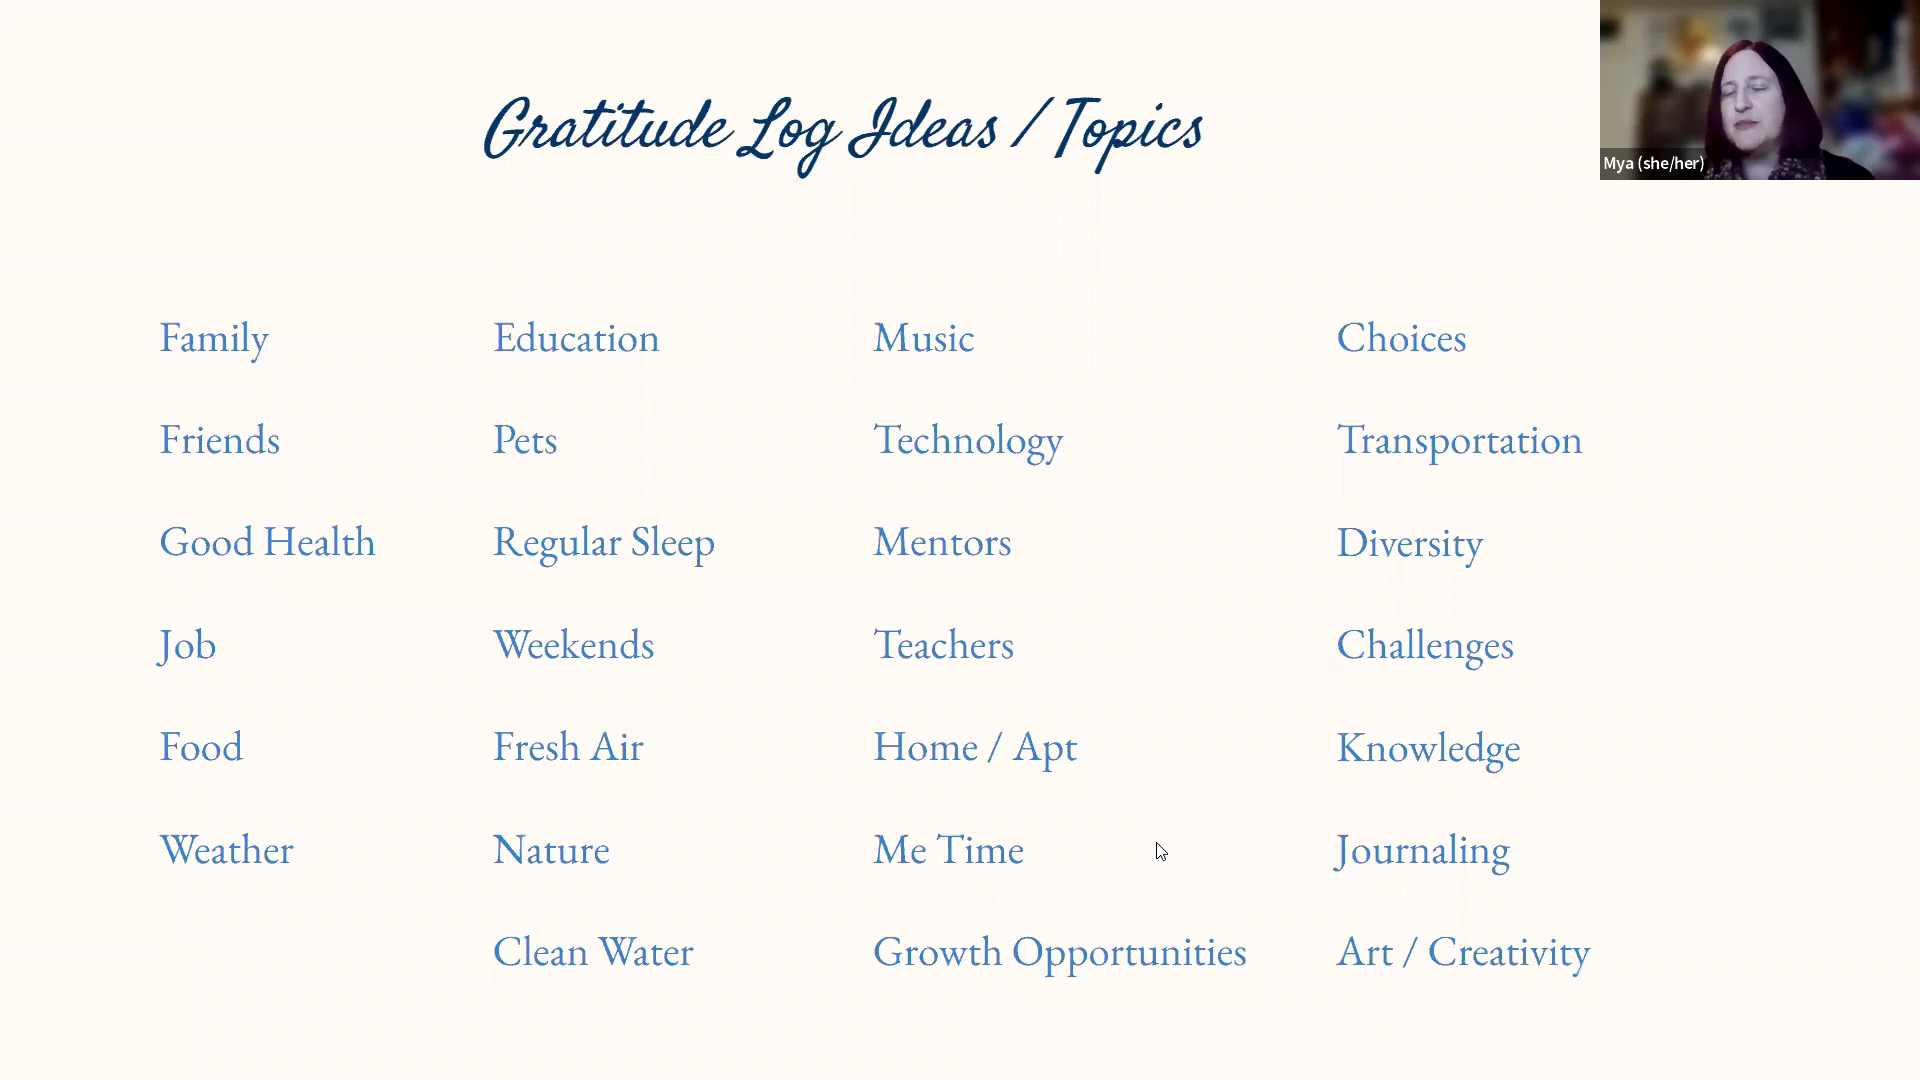 Gratitude Log Ideas / Topics
Mya (she/her)
Family
Friends
Good Health
Job
Food
Weather
Education
Pets
Regular Sleep
Weekends
Fresh Air
Nature
Clean Water
Music
Technology
Mentors
Teachers
Home / Apt
Me Time
Growth Opportunities
Choices
Transportation
Diversity
Challenges
Knowledge
Journaling
Art / Creativity